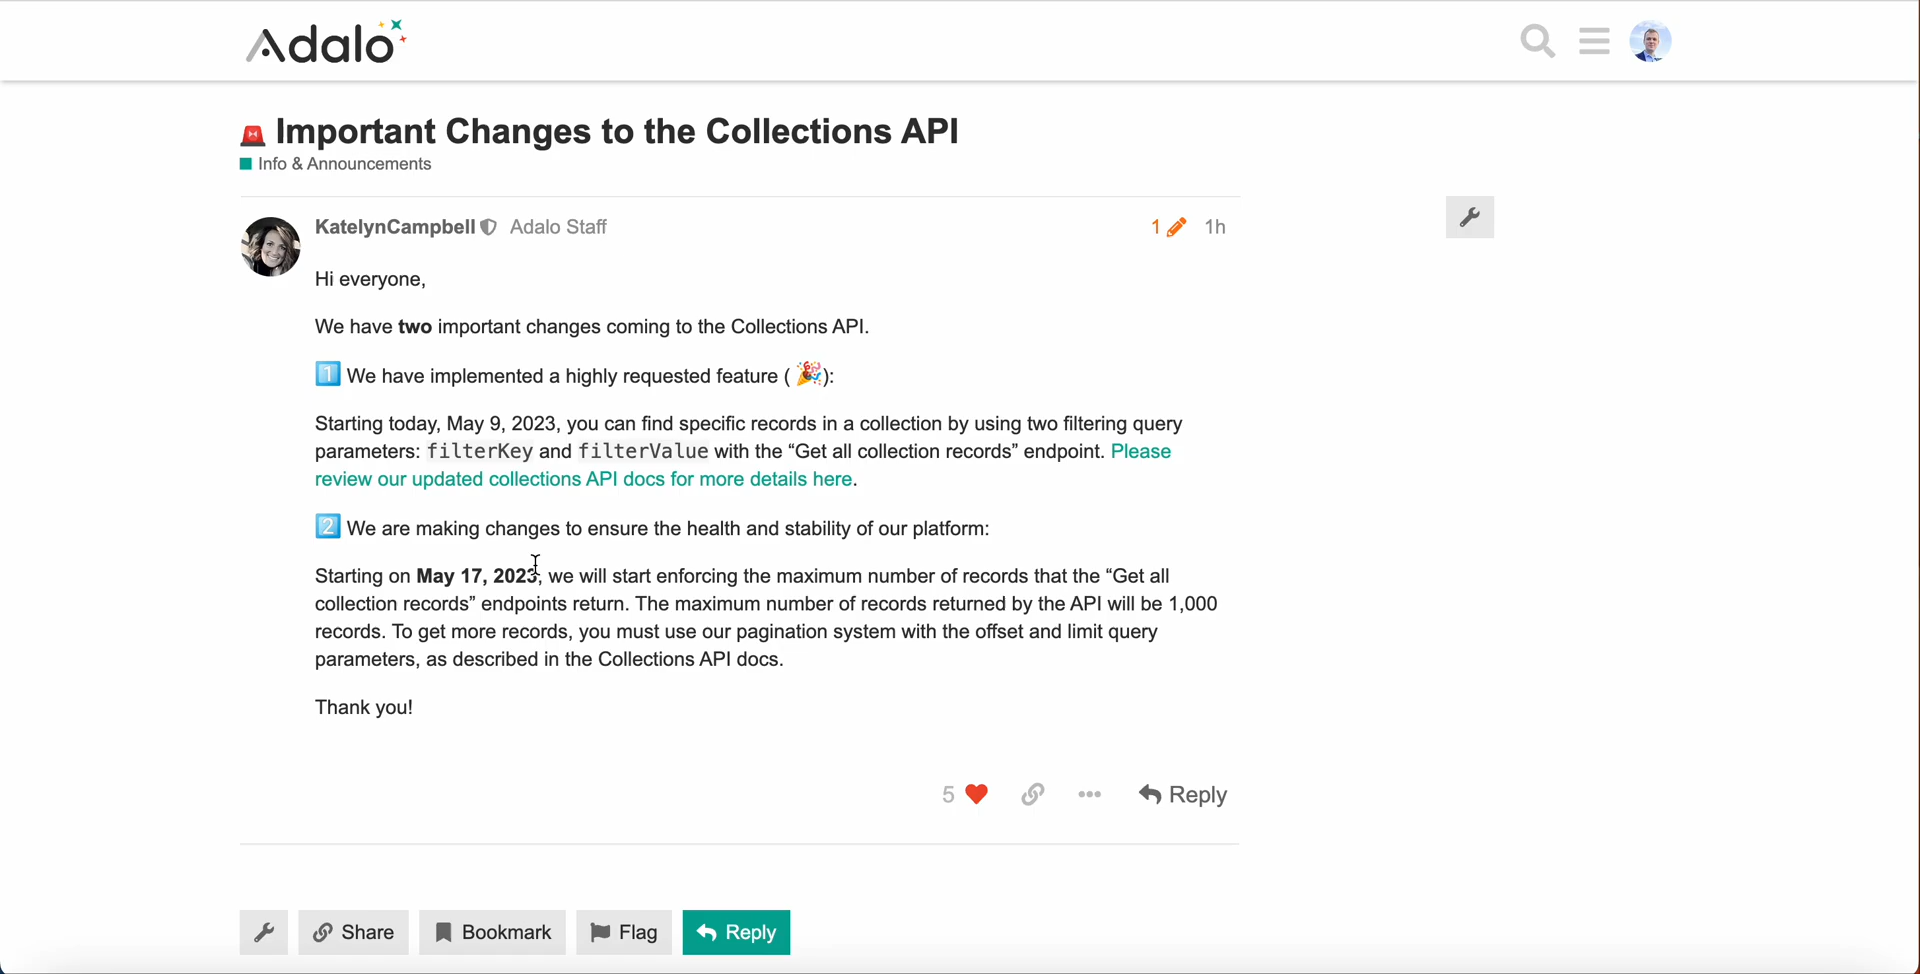 Adalo
🚨 Important Changes to the Collections API
Info & Announcements
KatelynCampbell Adalo Staff 1 1h
Hi everyone,
We have two important changes coming to the Collections API.
1️⃣ We have implemented a highly requested feature ( 🎉):
Starting today, May 9, 2023, you can find specific records in a collection by using two filtering query
parameters: filterKey and filterValue with the “Get all collection records” endpoint. Please
review our updated collections API docs for more details here.
2️⃣ We are making changes to ensure the health and stability of our platform:
Starting on May 17, 2023, we will start enforcing the maximum number of records that the “Get all
collection records” endpoints return. The maximum number of records returned by the API will be 1,000
records. To get more records, you must use our pagination system with the offset and limit query
parameters, as described in the Collections API docs.
Thank you!
5 Reply
Share Bookmark Flag Reply